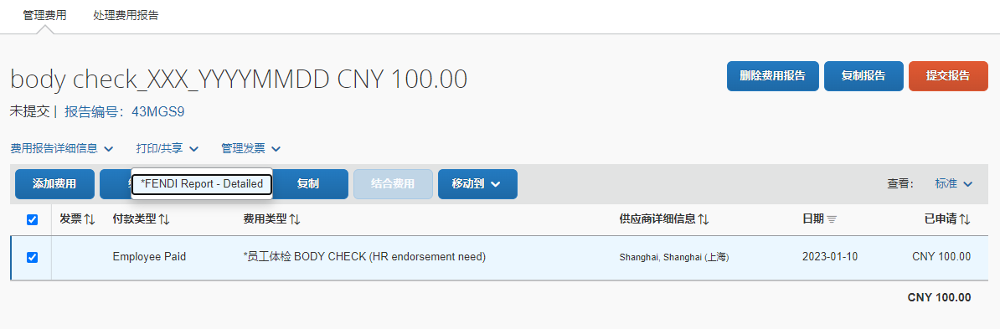 管理费用 处理费用报告
body check_XXX_YYYYMMDD CNY 100.00
删除费用报告 复制报告 提交报告
未提交 | 报告编号：43MGS9
费用报告详细信息 打印/共享 管理发票
添加费用 *FENDI Report - Detailed 复制 结合费用 移动到 查看： 标准
发票 付款类型 费用类型 供应商详细信息 日期 已申请
Employee Paid *员工体检 BODY CHECK (HR endorsement need) Shanghai, Shanghai (上海) 2023-01-10 CNY 100.00
CNY 100.00